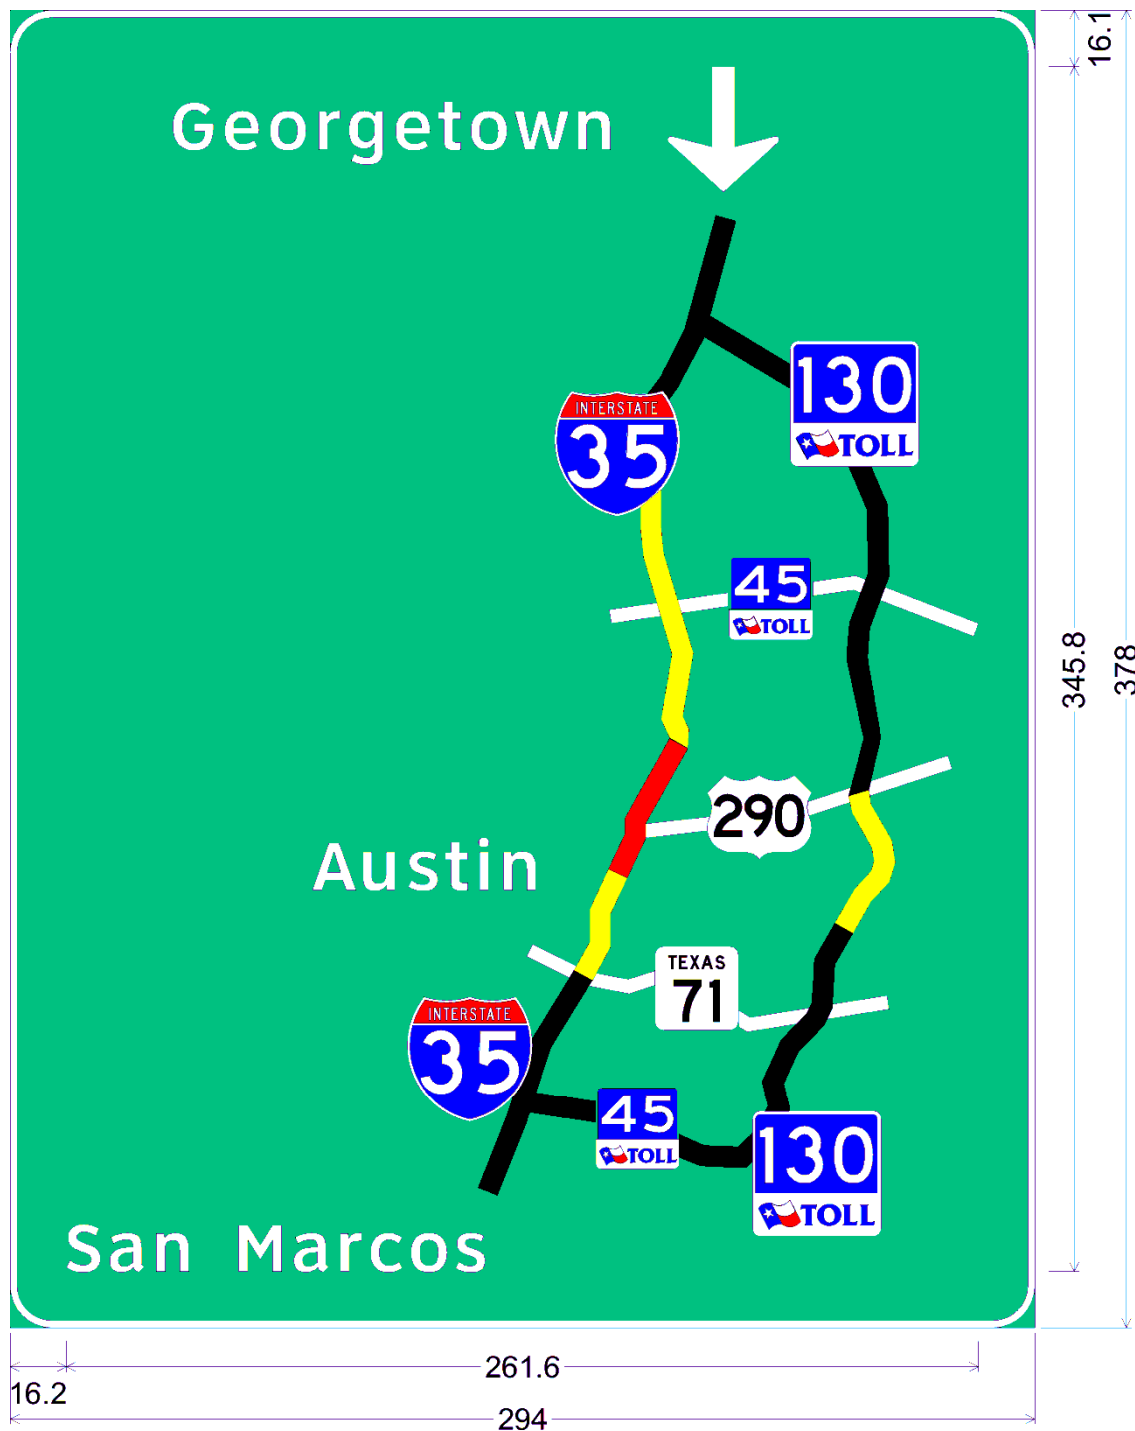 16.1
Georgetown
130
TOLL
INTERSTATE
35
45
TOLL
345.8
378
290
Austin
TEXAS
71
INTERSTATE
35
45
TOLL
130
TOLL
San Marcos
261.6
16.2
294